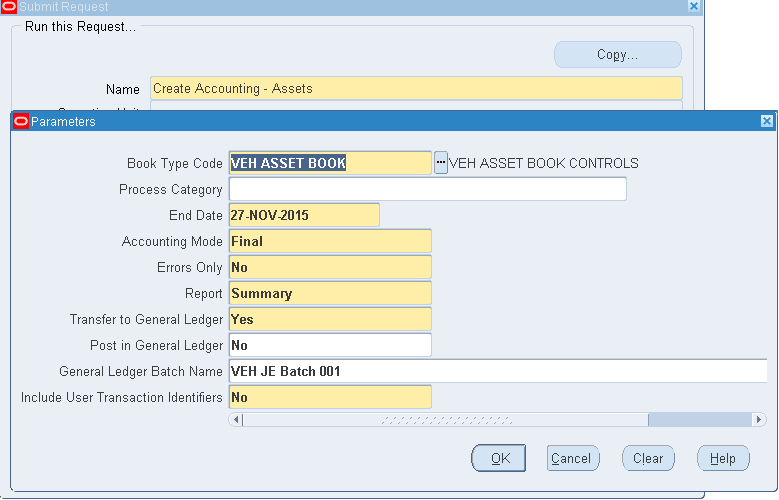 Submit Request
Run this Request...
Copy...
Name Create Accounting - Assets
Parameters
Book Type Code VEH ASSET BOOK ... VEH ASSET BOOK CONTROLS
Process Category
End Date 27-NOV-2015
Accounting Mode Final
Errors Only No
Report Summary
Transfer to General Ledger Yes
Post in General Ledger No
General Ledger Batch Name VEH JE Batch 001
Include User Transaction Identifiers No
OK Cancel Clear Help